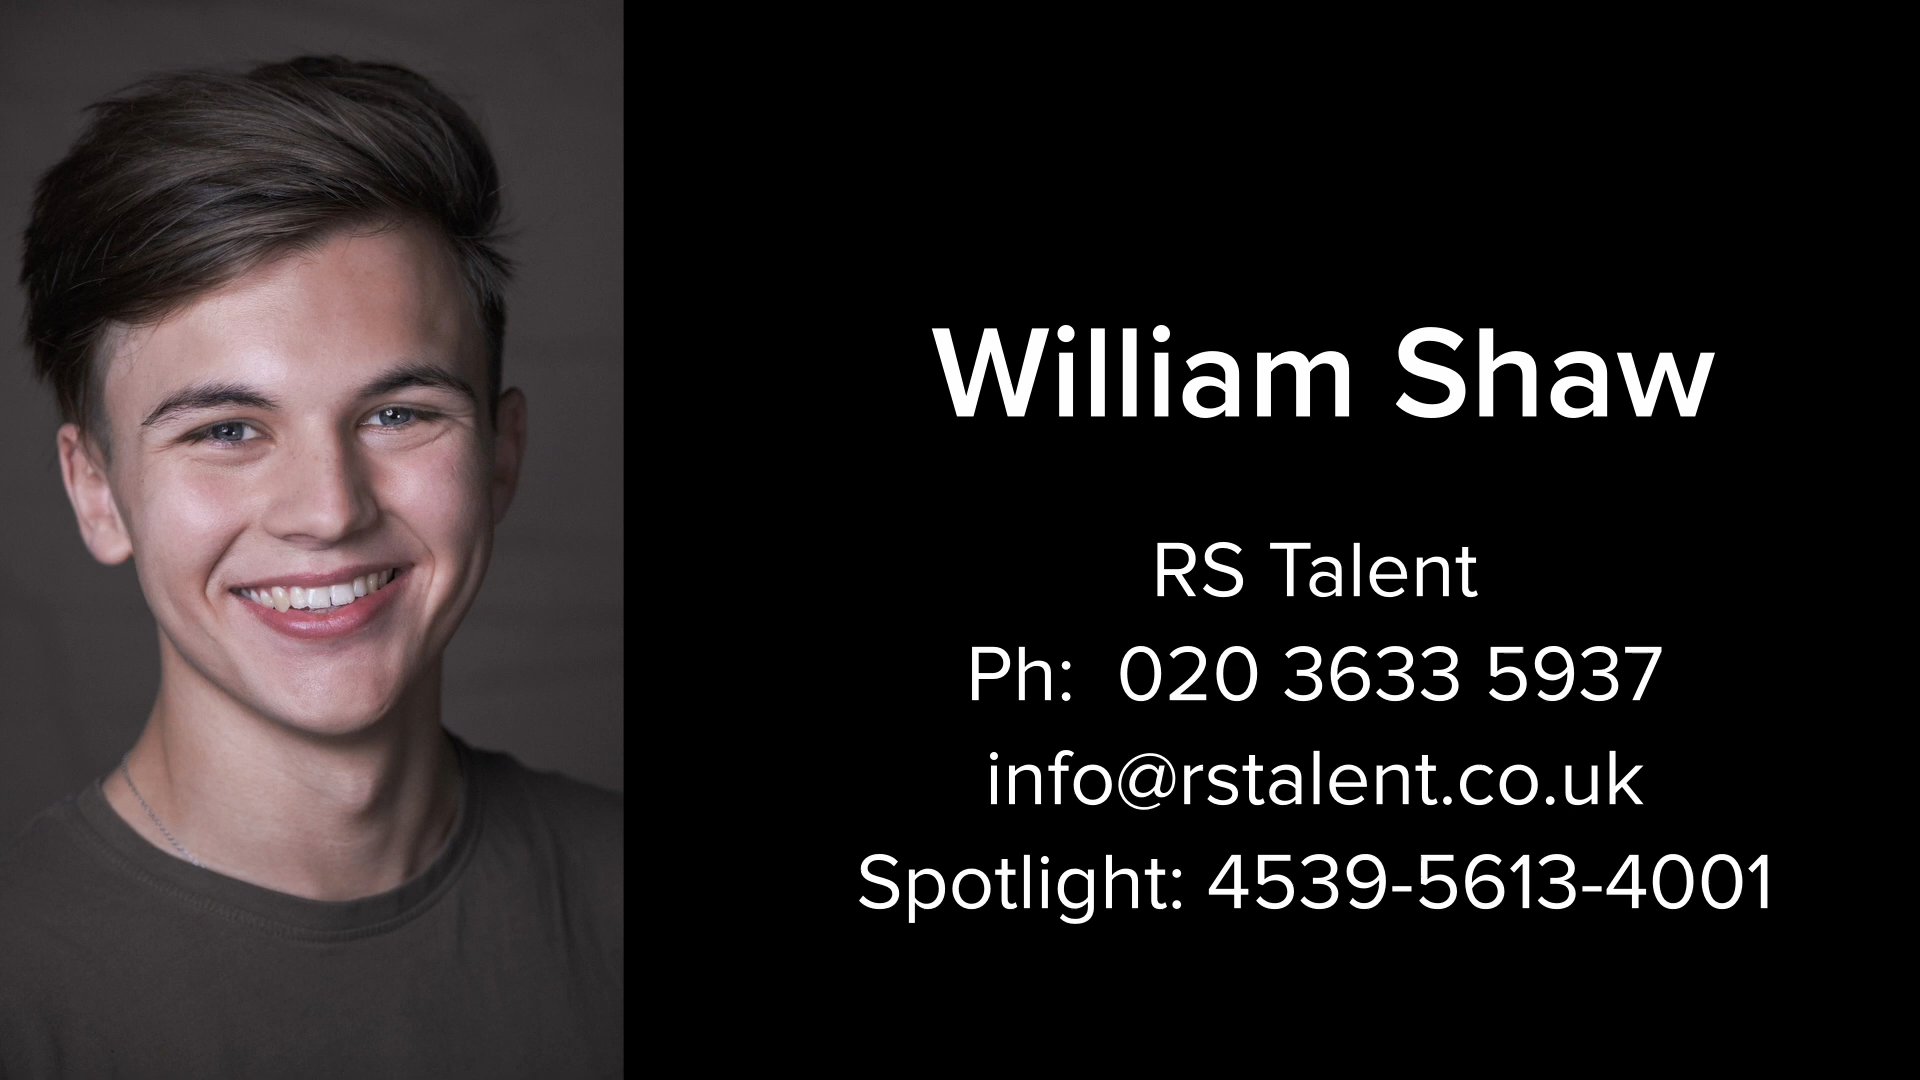 William Shaw
RS Talent
Ph:  020 3633 5937
info@rstalent.co.uk
Spotlight: 4539-5613-4001